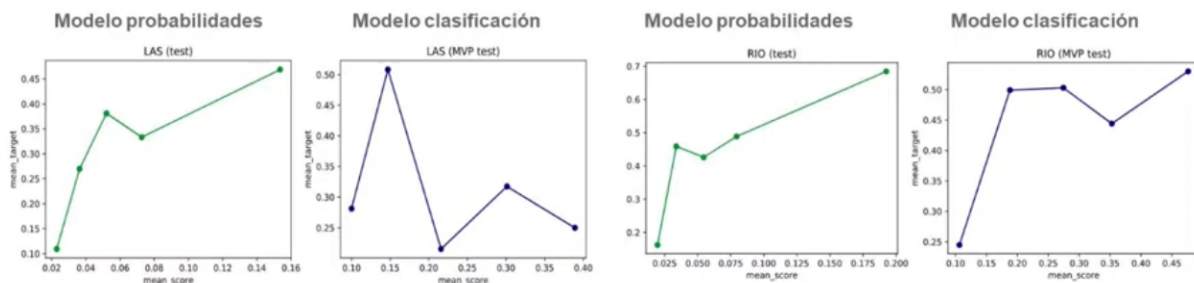 Modelo probabilidades
LAS (test)
mean_target
0.45
0.40
0.35
0.30
0.25
0.20
0.15
0.10
0.02 0.04 0.06 0.08 0.10 0.12 0.14 0.16
mean_score
Modelo clasificación
LAS (MVP test)
mean_target
0.50
0.45
0.40
0.35
0.30
0.25
0.10 0.15 0.20 0.25 0.30 0.35 0.40
mean_score
Modelo probabilidades
RIO (test)
mean_target
0.7
0.6
0.5
0.4
0.3
0.2
0.025 0.050 0.075 0.100 0.125 0.150 0.175 0.200
mean_score
Modelo clasificación
RIO (MVP test)
mean_target
0.50
0.45
0.40
0.35
0.30
0.25
0.10 0.15 0.20 0.25 0.30 0.35 0.40 0.45
mean_score